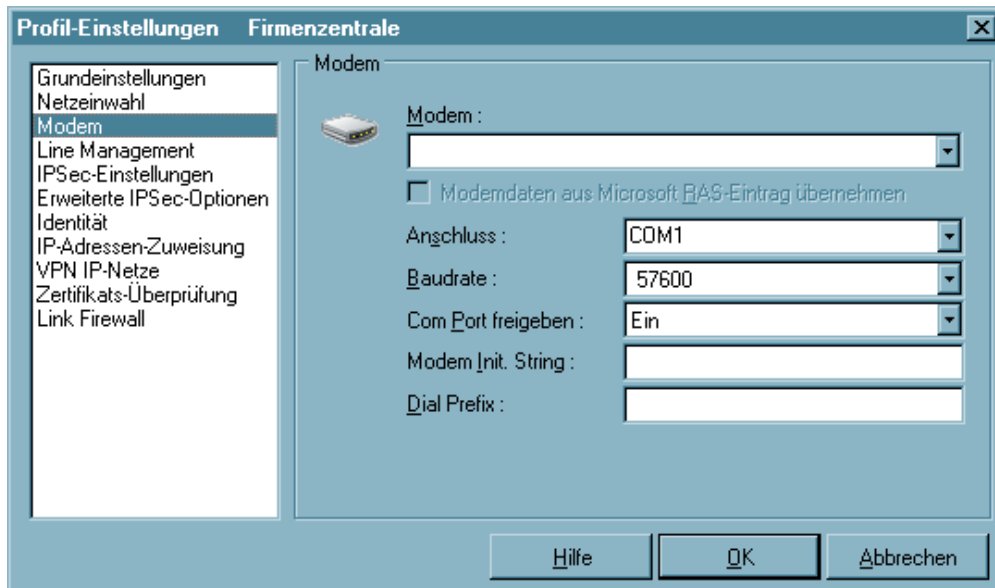 Profil-Einstellungen Firmenzentrale
Grundeinstellungen
Netzeinwahl
Modem
Line Management
IPSec-Einstellungen
Erweiterte IPSec-Optionen
Identität
IP-Adressen-Zuweisung
VPN IP-Netze
Zertifikats-Überprüfung
Link Firewall
Modem
Modem :
Modemdaten aus Microsoft RAS-Eintrag übernehmen
Anschluss : COM1
Baudrate : 57600
Com Port freigeben : Ein
Modem Init. String :
Dial Prefix :
Hilfe OK Abbrechen